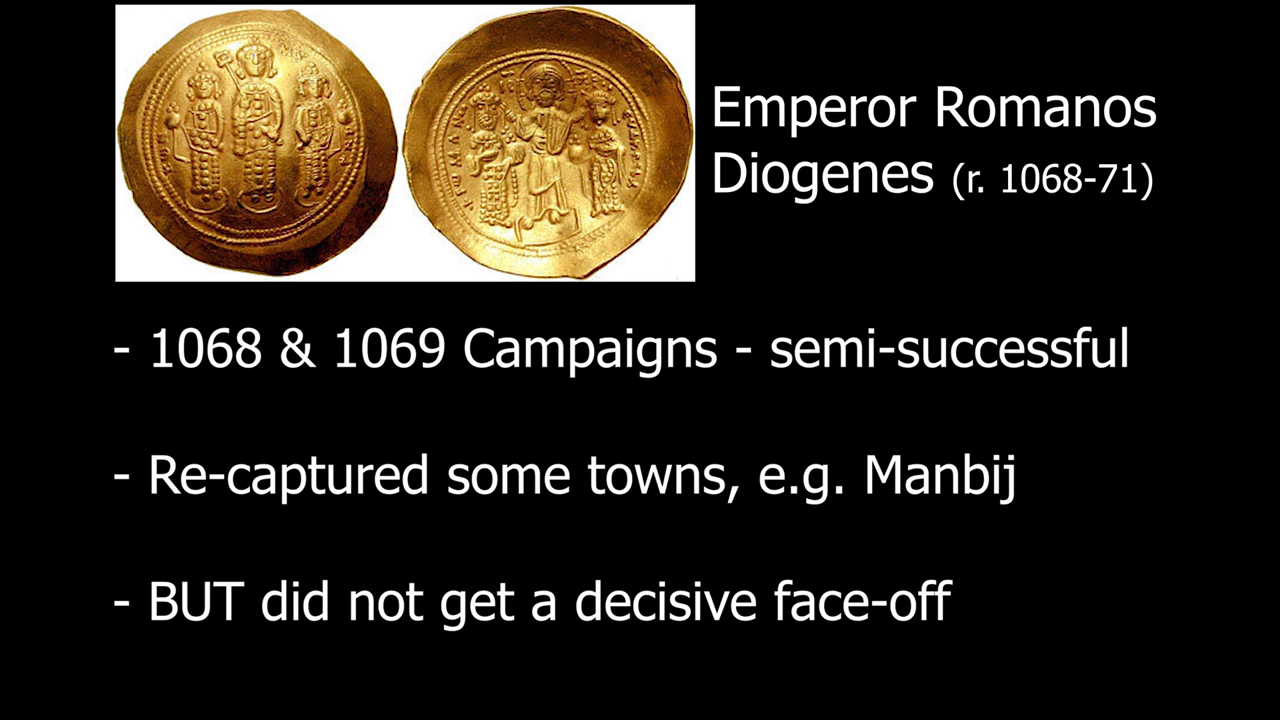 Emperor Romanos
Diogenes (r. 1068-71)
- 1068 & 1069 Campaigns - semi-successful
- Re-captured some towns, e.g. Manbij
- BUT did not get a decisive face-off